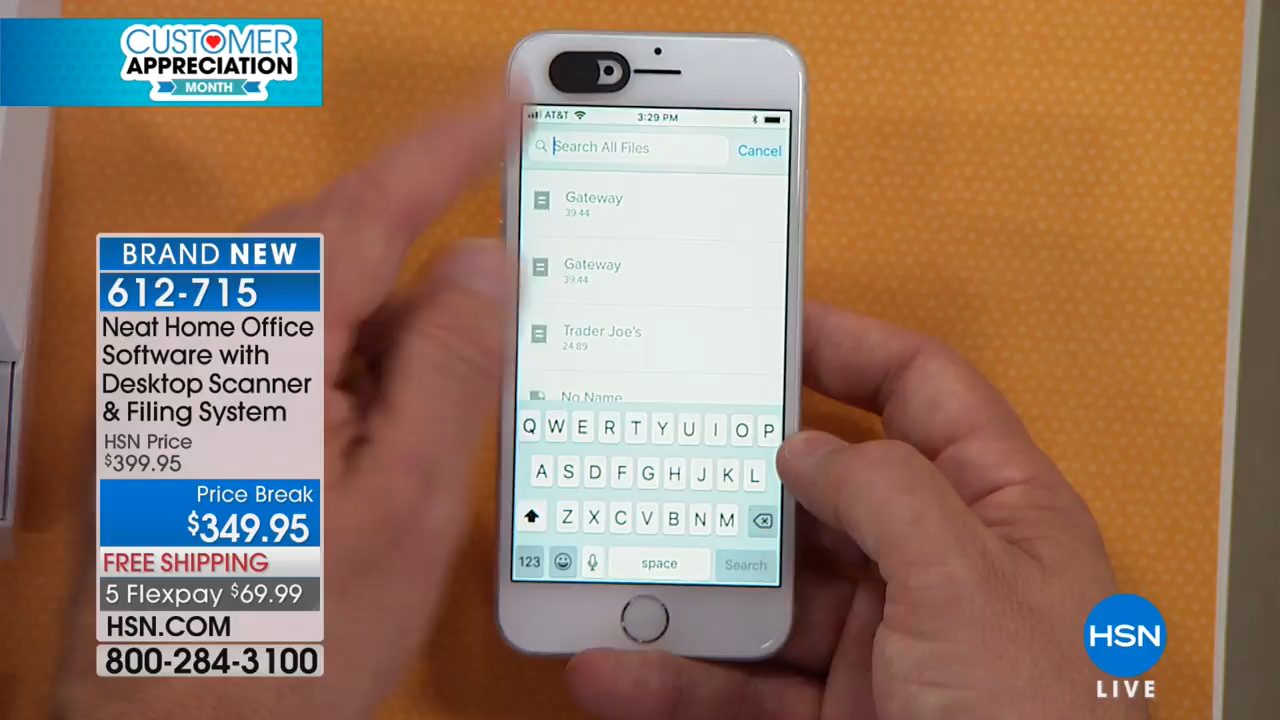 CUSTOMER
APPRECIATION
MONTH
BRAND NEW
612-715
Neat Home Office
Software with
Desktop Scanner
& Filing System
HSN Price
$399.95
Price Break
$349.95
FREE SHIPPING
5 Flexpay $69.99
HSN.COM
800-284-3100
AT&T 3:29 PM
Search All Files Cancel
Gateway
39.44
Gateway
39.44
Trader Joe's
24.89
No Name
Q W E R T Y U I O P
A S D F G H J K L
Z X C V B N M
123 space Search
HSN
LIVE